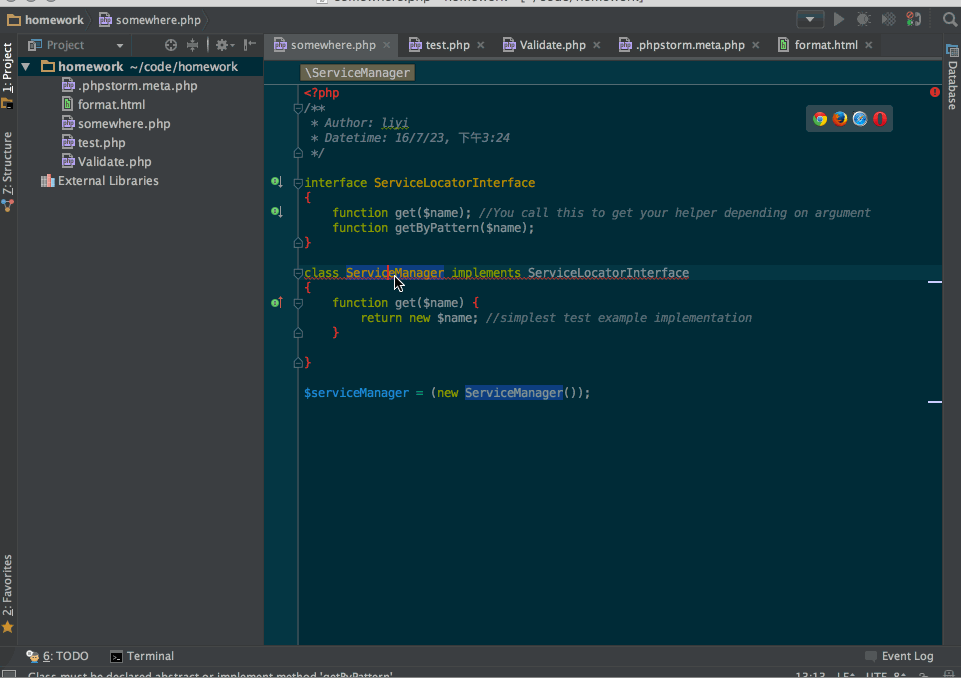 homework somewhere.php
Project
somewhere.php test.php Validate.php .phpstorm.meta.php format.html
1: Project
Z: Structure
2: Favorites
homework ~/code/homework
.phpstorm.meta.php
format.html
somewhere.php
test.php
Validate.php
External Libraries
\ServiceManager
<?php
/**
* Author: liyi
* Datetime: 16/7/23, 下午3:24
*/
interface ServiceLocatorInterface
{
function get($name); //You call this to get your helper depending on argument
function getByPattern($name);
}
class ServiceManager implements ServiceLocatorInterface
{
function get($name) {
return new $name; //simplest test example implementation
}
}
$serviceManager = (new ServiceManager());
Database
6: TODO Terminal Event Log
Class must be declared abstract or implement method 'getByPattern'
13:13 LF UTF-8